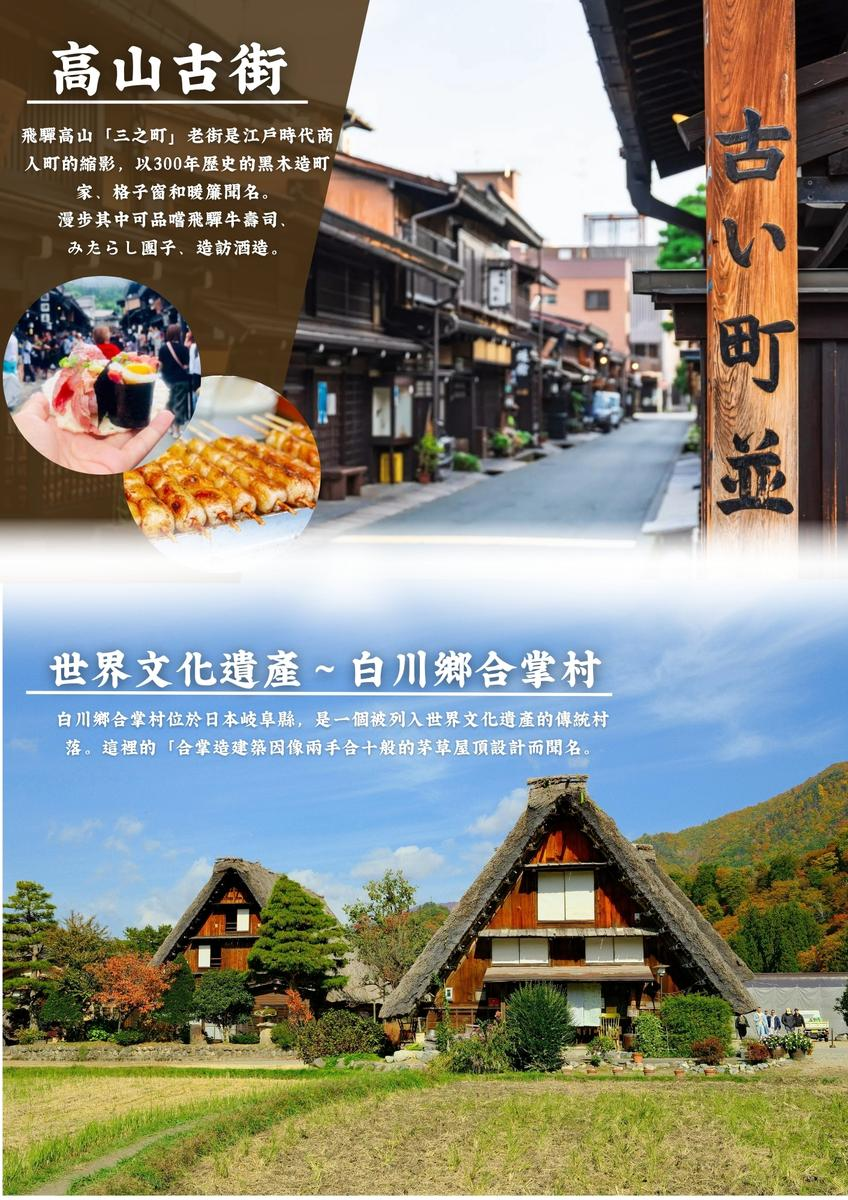 高山古街
飛驒高山「三之町」老街是江戶時代商
人町的縮影，以300年歷史的黑木造町
家、格子窗和暖簾聞名。
漫步其中可品嚐飛驒牛壽司、
みたらし團子、造訪酒造。
古い町並
世界文化遺產 ~ 白川鄉合掌村
白川鄉合掌村位於日本岐阜縣，是一個被列入世界文化遺產的傳統村
落。這裡的「合掌造建築因像兩手合十般的茅草屋頂設計而聞名。